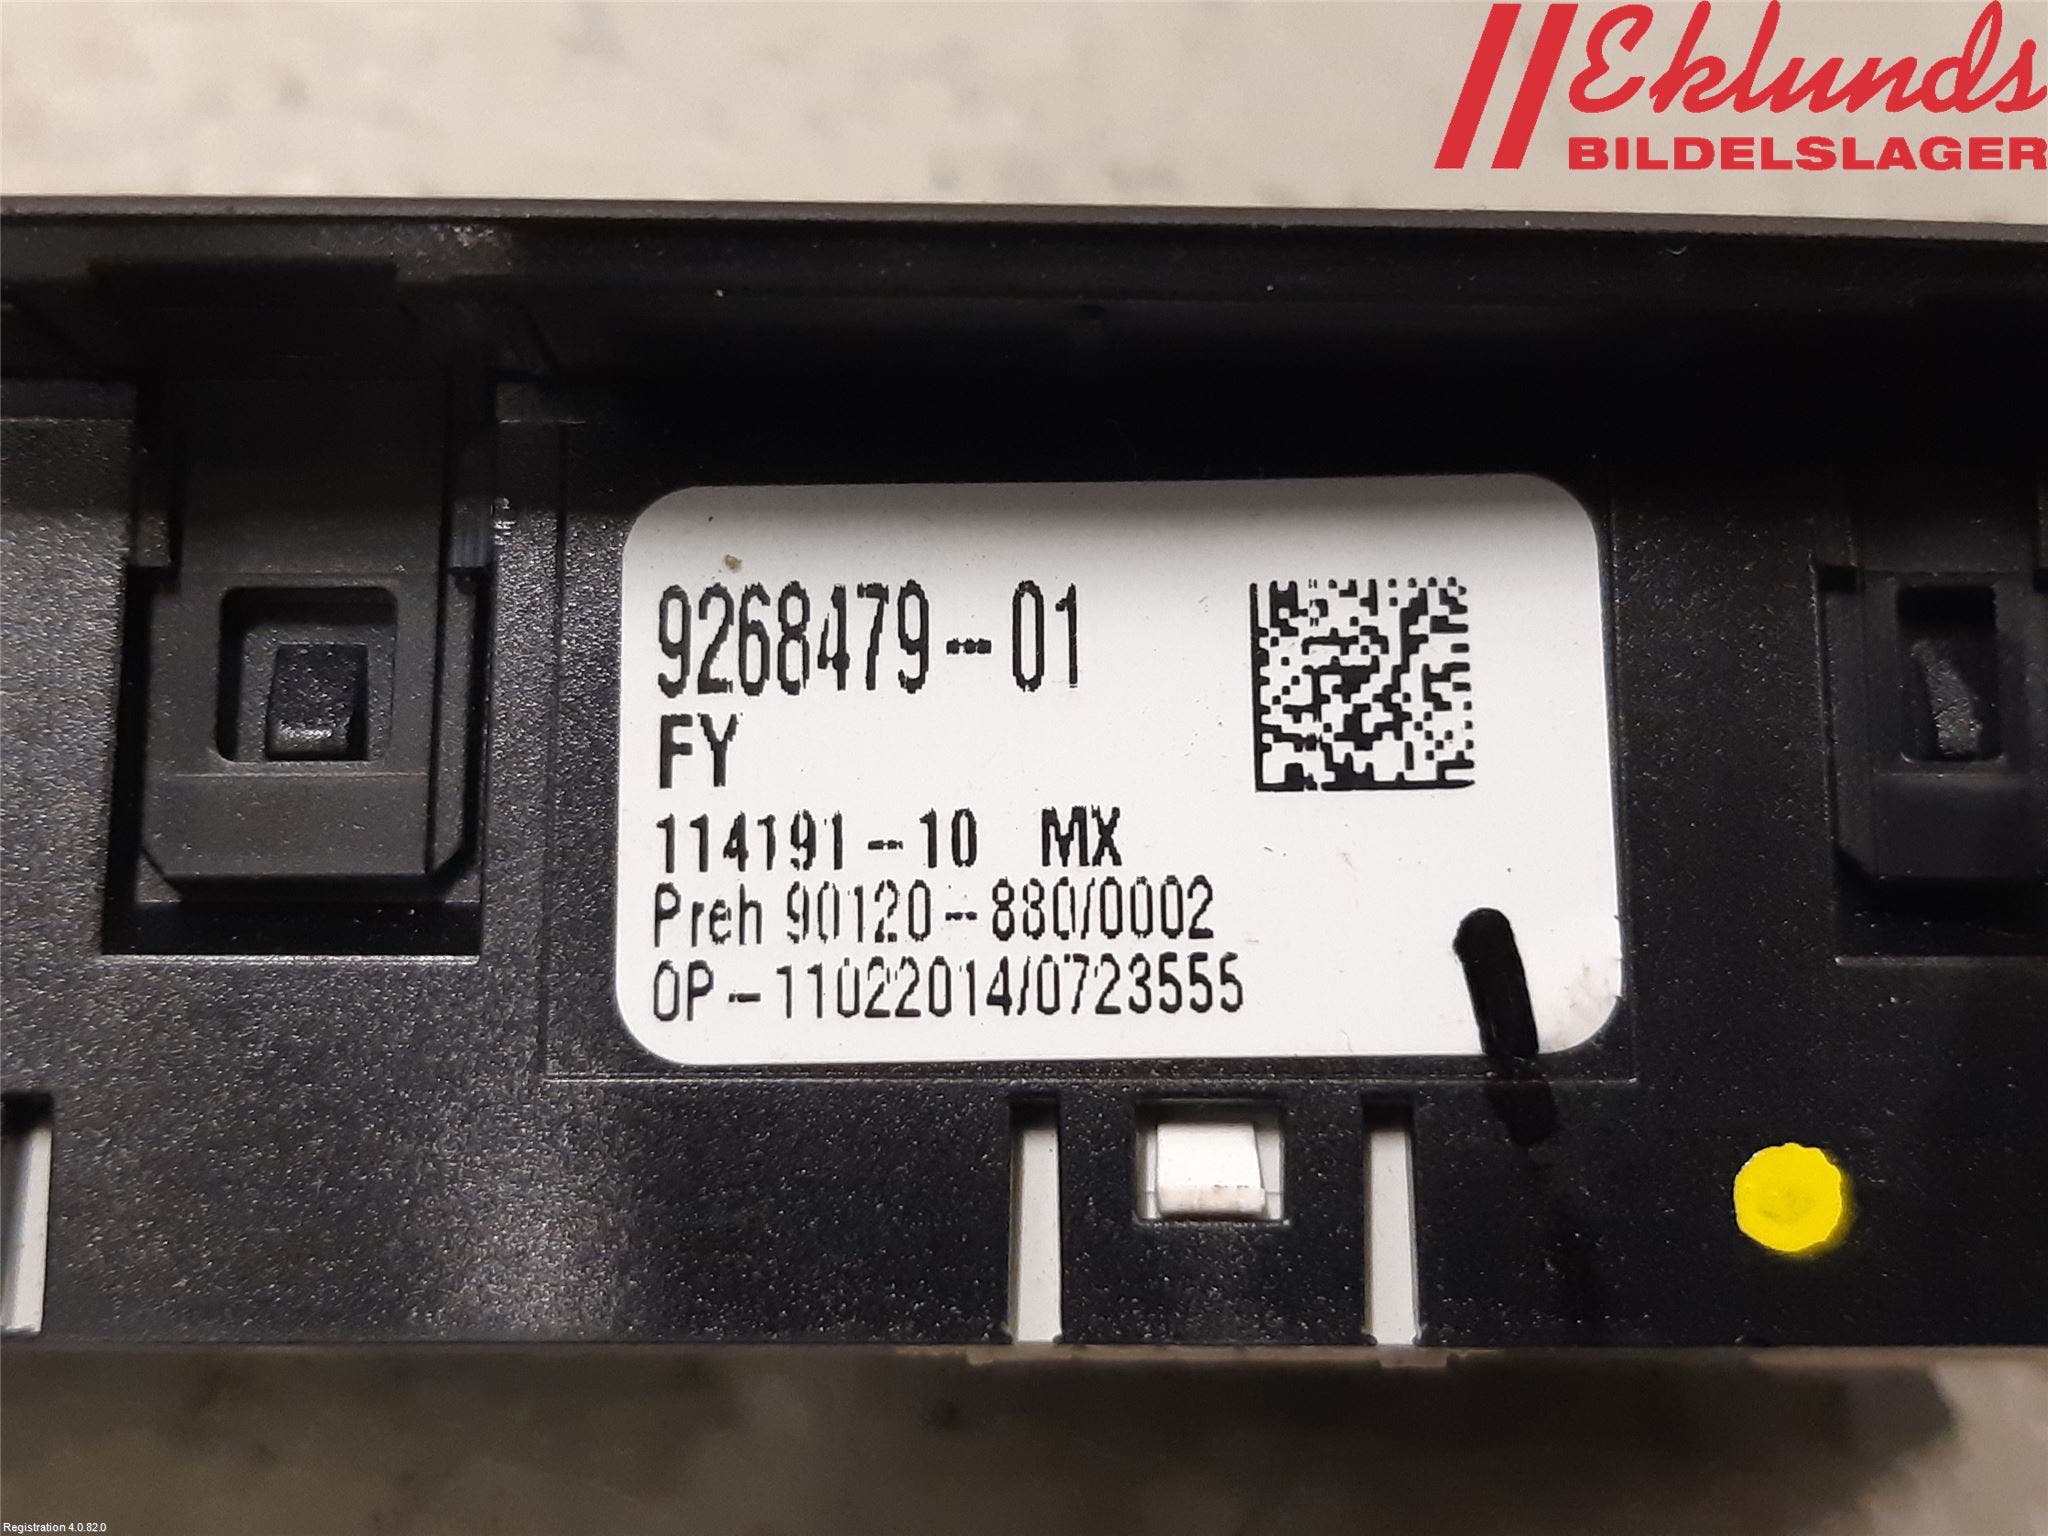 Eklunds
BILDELSLAGER
9268479-01
FY
114191-10 MX
Preh 90120-880/0002
OP-11022014/0723555
Registration 4.0.82.0